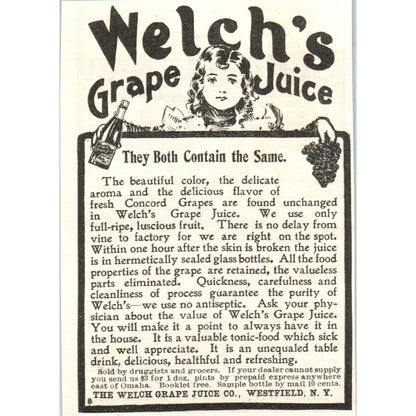 Welch's
Grape Juice
They Both Contain the Same.
The beautiful color, the delicate
aroma and the delicious flavor of
fresh Concord Grapes are found unchanged
in Welch's Grape Juice. We use only
full-ripe, luscious fruit. There is no delay from
vine to factory for we are right on the spot.
Within one hour after the skin is broken the juice
is in hermetically sealed glass bottles. All the food
properties of the grape are retained, the valueless
parts eliminated. Quickness, carefulness and
cleanliness of process guarantee the purity of
Welch's—we use no antiseptic. Ask your phy-
sician about the value of Welch's Grape Juice.
You will make it a point to always have it in
the house. It is a valuable tonic-food which sick
and well appreciate. It is an unequaled table
drink, delicious, healthful and refreshing.
Sold by druggists and grocers. If your dealer cannot supply
you send us $3 for 1 doz. pints by prepaid express anywhere
east of Omaha. Booklet free. Sample bottle by mail 10 cents.
THE WELCH GRAPE JUICE CO., WESTFIELD, N. Y.
B